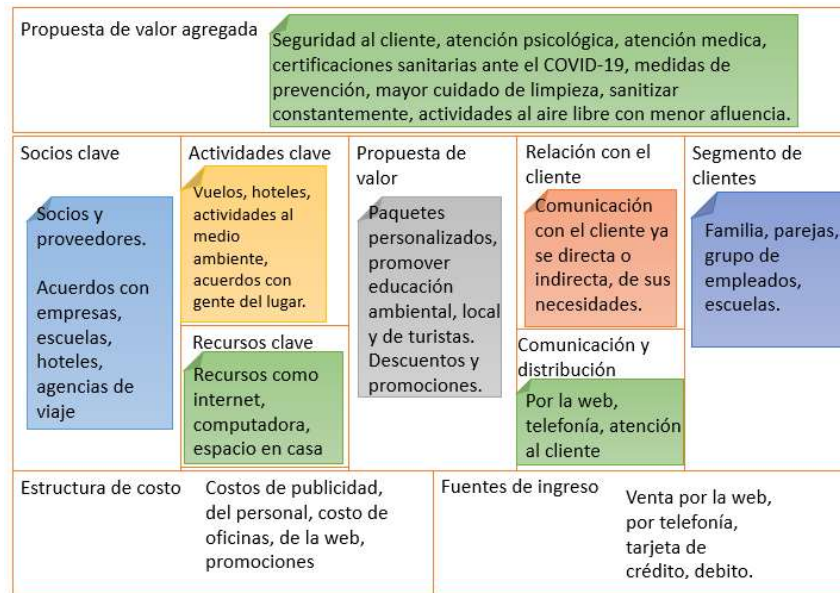 Propuesta de valor agregada
Seguridad al cliente, atención psicológica, atención medica,
certificaciones sanitarias ante el COVID-19, medidas de
prevención, mayor cuidado de limpieza, sanitizar
constantemente, actividades al aire libre con menor afluencia.
Socios clave
Socios y
proveedores.
Acuerdos con
empresas,
escuelas,
hoteles,
agencias de
viaje
Actividades clave
Vuelos, hoteles,
actividades al
medio
ambiente,
acuerdos con
gente del lugar.
Recursos clave
Recursos como
internet,
computadora,
espacio en casa
Propuesta de
valor
Paquetes
personalizados,
promover
educación
ambiental, local
y de turistas.
Descuentos y
promociones.
Relación con el
cliente
Comunicación
con el cliente ya
se directa o
indirecta, de sus
necesidades.
Comunicación y
distribución
Por la web,
telefonía, atención
al cliente
Segmento de
clientes
Familia, parejas,
grupo de
empleados,
escuelas.
Estructura de costo
Costos de publicidad,
del personal, costo de
oficinas, de la web,
promociones
Fuentes de ingreso
Venta por la web,
por telefonía,
tarjeta de
crédito, debito.